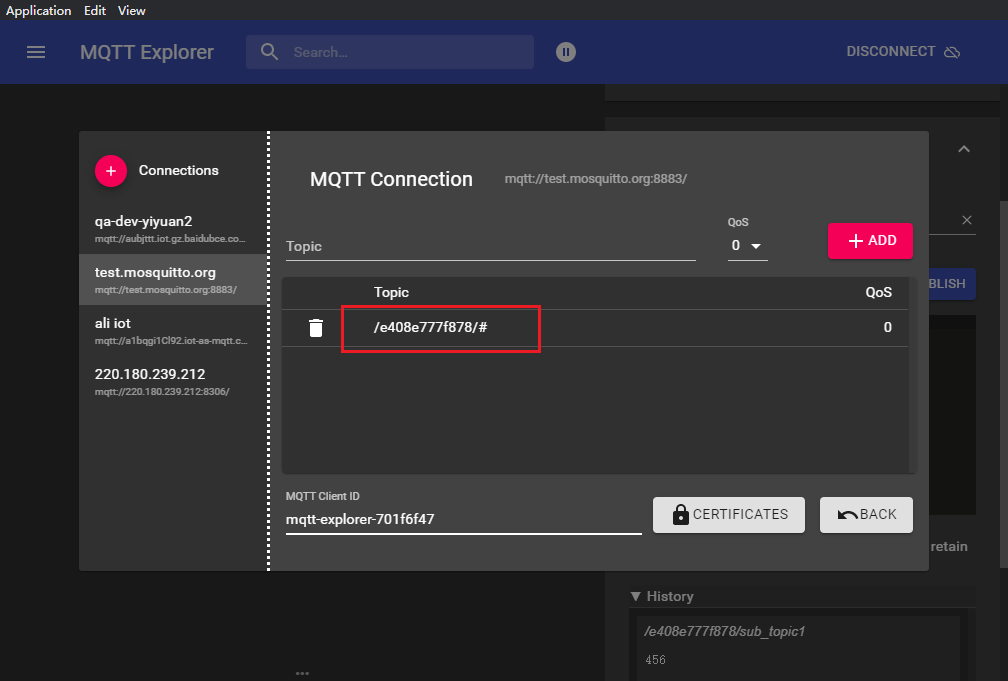 Application Edit View
MQTT Explorer
Search...
DISCONNECT
Connections
qa-dev-yiyuan2
mqtt://aubjttt.iot.gz.baidubce.co...
test.mosquitto.org
mqtt://test.mosquitto.org:8883/
ali iot
mqtt://a1bqgi1Cl92.iot-as-mqtt.c...
220.180.239.212
mqtt://220.180.239.212:8306/
MQTT Connection
mqtt://test.mosquitto.org:8883/
Topic
QoS
0
ADD
Topic QoS
/e408e777f878/# 0
MQTT Client ID
mqtt-explorer-701f6f47
CERTIFICATES
BACK
BLISH
retain
History
/e408e777f878/sub_topic1
456